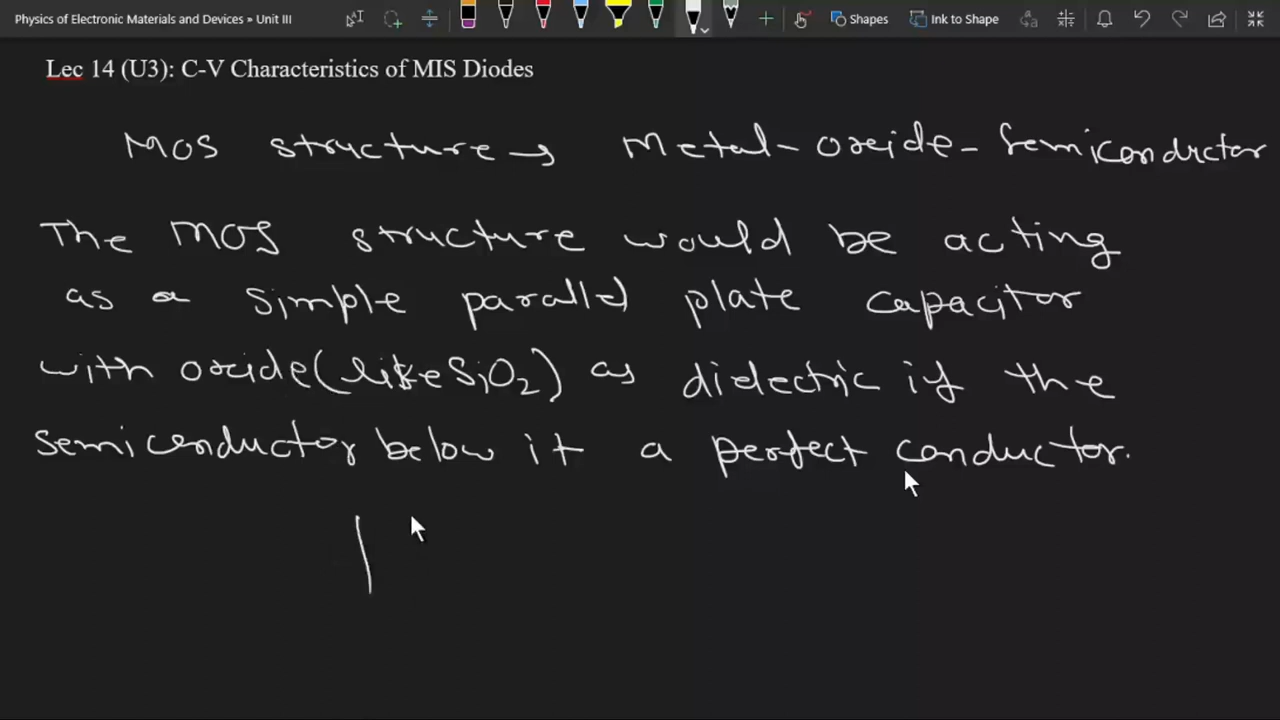 Physics of Electronic Materials and Devices » Unit III
Shapes
Ink to Shape
Lec 14 (U3): C-V Characteristics of MIS Diodes
MOS structure → Metal-oxide-Semiconductor
The MOS structure would be acting
as a simple parallel plate capacitor
with oxide (like SiO2) as dielectric if the
semiconductor below it a perfect conductor.